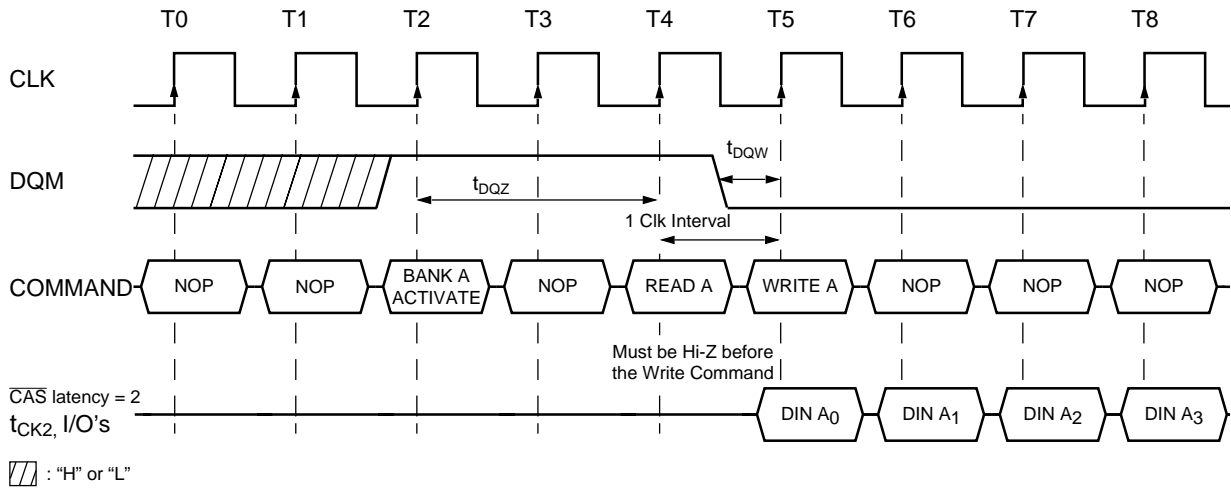 T0 T1 T2 T3 T4 T5 T6 T7 T8
CLK
DQM
tDQZ
tDQW
1 Clk Interval
COMMAND
NOP
NOP
BANK A
ACTIVATE
NOP
READ A
WRITE A
NOP
NOP
NOP
Must be Hi-Z before
the Write Command
CAS latency = 2
tCK2, I/O's
DIN A0
DIN A1
DIN A2
DIN A3
: “H” or “L”